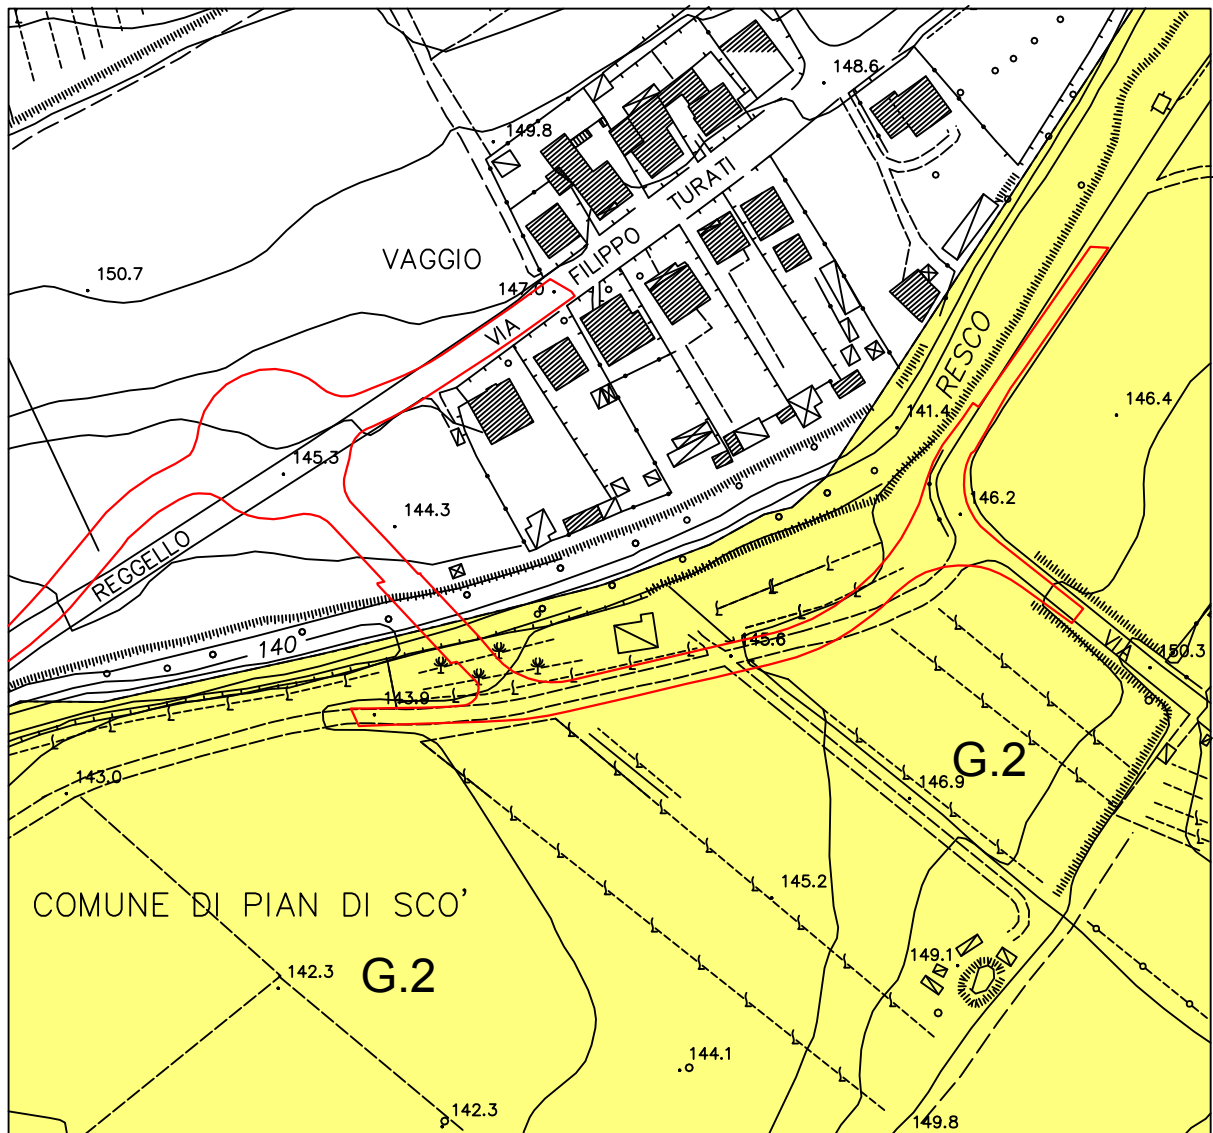 148.6
149.8
TURATI
VAGGIO
FILIPPO
150.7
147.0
VIA
RESCO
146.4
141.4
145.3
146.2
144.3
REGGELLO
140
145.6
VIA
150.3
143.9
G.2
143.0
146.9
145.2
COMUNE DI PIAN DI SCO'
149.1
142.3
G.2
144.1
142.3
149.8